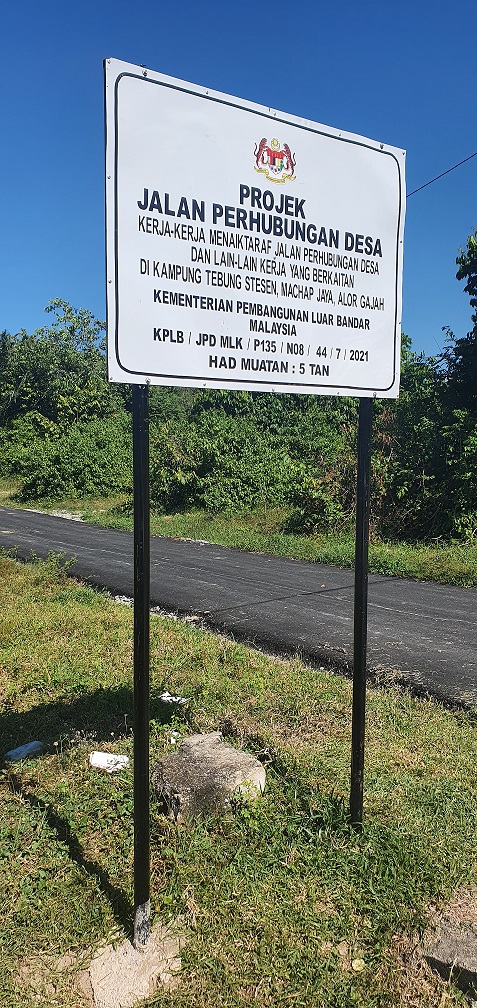 PROJEK
JALAN PERHUBUNGAN DESA
KERJA-KERJA MENAIKTARAF JALAN PERHUBUNGAN DESA
DAN LAIN-LAIN KERJA YANG BERKAITAN
DI KAMPUNG TEBUNG STESEN, MACHAP JAYA, ALOR GAJAH
KEMENTERIAN PEMBANGUNAN LUAR BANDAR
MALAYSIA
KPLB / JPD MLK / P135 / N08 / 44 / 7 / 2021
HAD MUATAN : 5 TAN